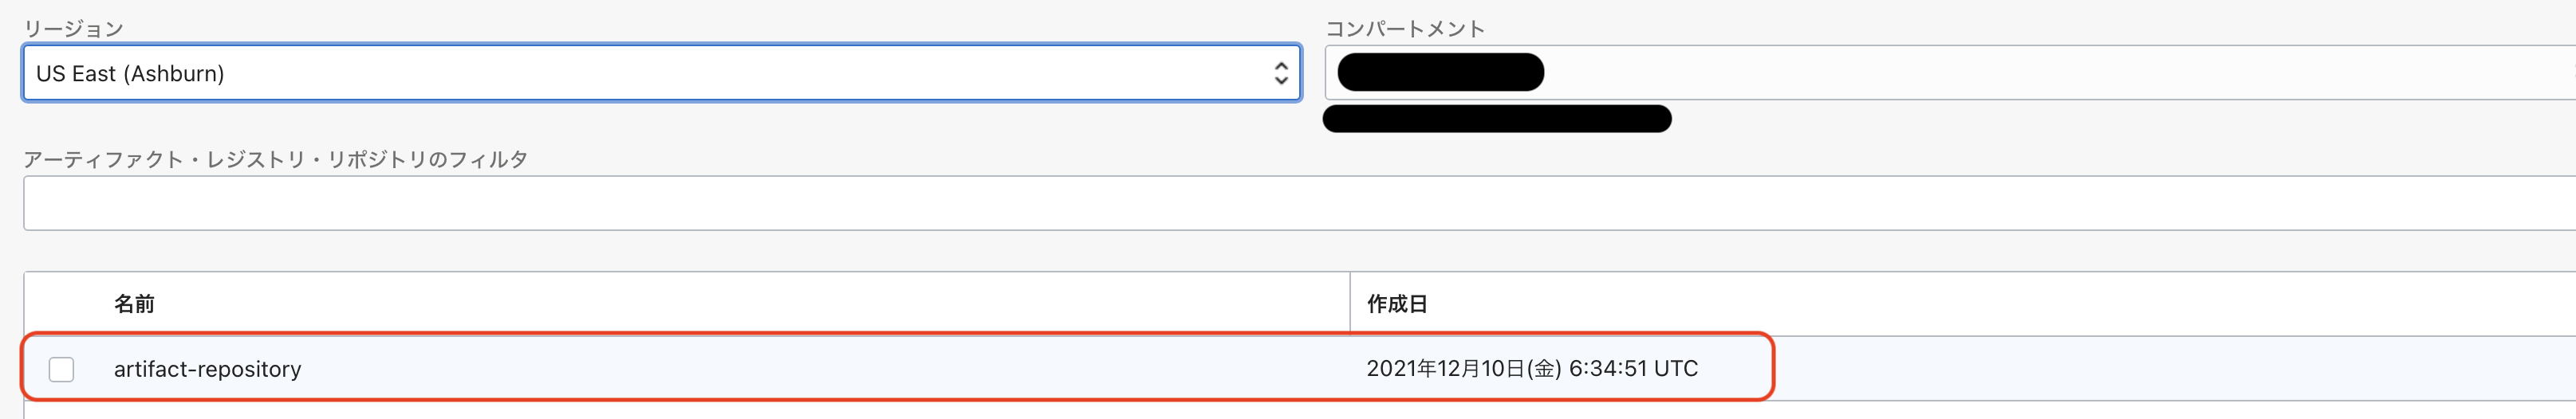 リージョン
コンパートメント
US East (Ashburn)
アーティファクト・レジストリ・リポジトリのフィルタ
名前
作成日
artifact-repository
2021年12月10日(金) 6:34:51 UTC